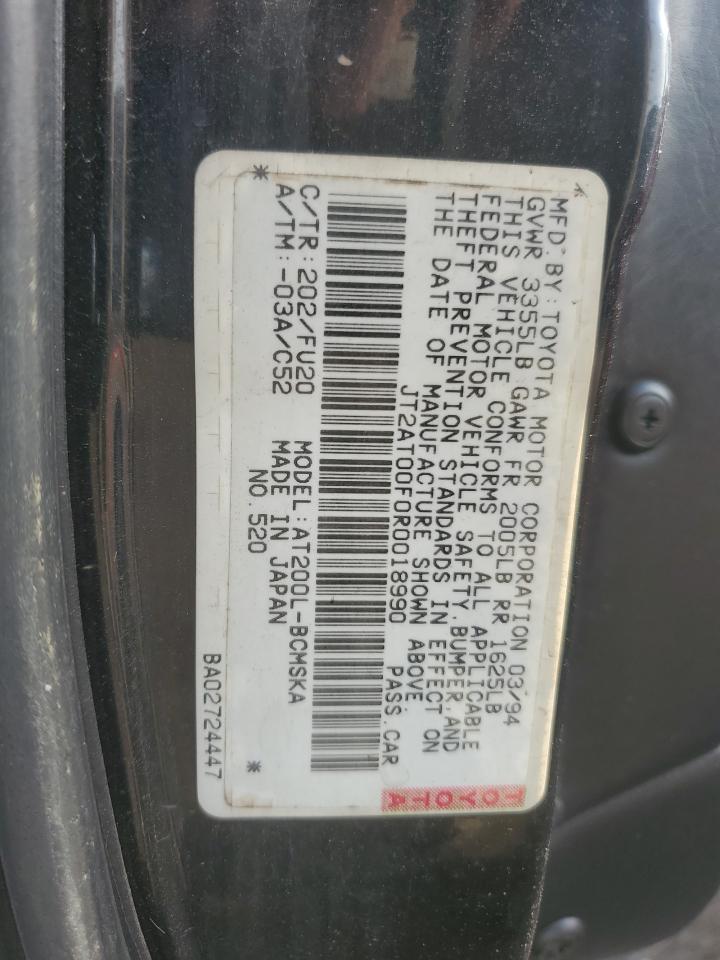 MFD. BY: TOYOTA MOTOR CORPORATION 03/94
GVWR 3355LB GAWR FR 2005LB RR 1625LB
THIS VEHICLE CONFORMS TO ALL APPLICABLE
FEDERAL MOTOR VEHICLE SAFETY, BUMPER, AND
THEFT PREVENTION STANDARDS IN EFFECT ON
THE DATE OF MANUFACTURE SHOWN ABOVE.
JT2AT00F0R0018990 PASS.CAR
TOYOTA
* *
C/TR:202/FU20 MODEL:AT200L-BCMSKA
A/TM:-03A/C52 MADE IN JAPAN
* NO.520 *
BA02724447